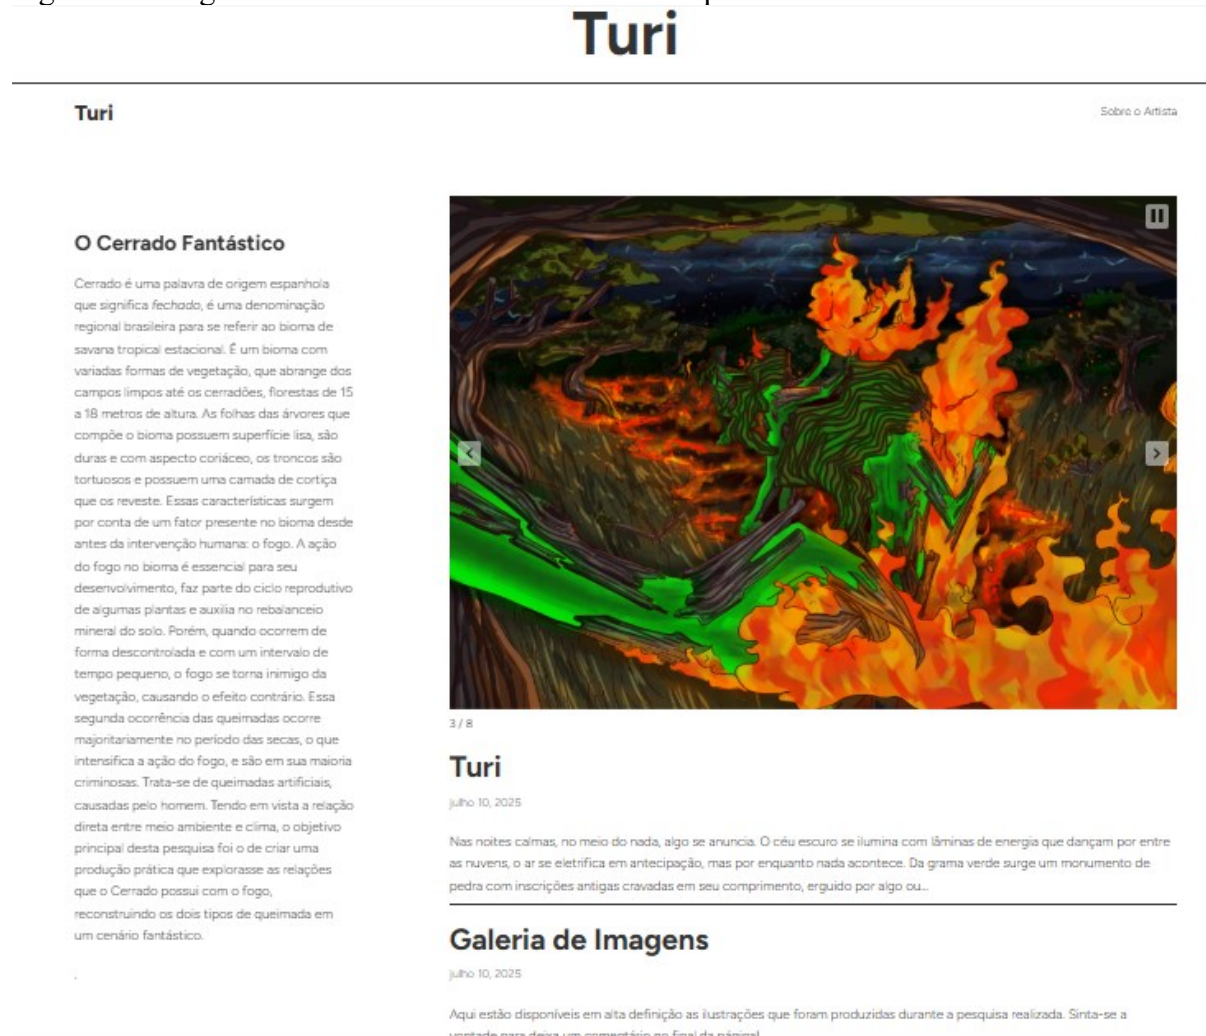 Turi
Turi
Sobre o Artista
O Cerrado Fantástico
Cerrado é uma palavra de origem espanhola
que significa fechado, é uma denominação
regional brasileira para se referir ao bioma de
savana tropical estacional. É um bioma com
variadas formas de vegetação, que abrange dos
campos limpos até os cerradões, florestas de 15
a 18 metros de altura. As folhas das árvores que
compõe o bioma possuem superfície lisa, são
duras e com aspecto coriáceo, os troncos são
tortuosos e possuem uma camada de cortiça
que os reveste. Essas características surgem
por conta de um fator presente no bioma desde
antes da intervenção humana: o fogo. A ação
do fogo no bioma é essencial para seu
desenvolvimento, faz parte do ciclo reprodutivo
de algumas plantas e auxilia no rebalanceio
mineral do solo. Porém, quando ocorrem de
forma descontrolada e com um intervalo de
tempo pequeno, o fogo se torna inimigo da
vegetação, causando o efeito contrário. Essa
segunda ocorrência das queimadas ocorre
majoritariamente no período das secas, o que
intensifica a ação do fogo, e são em sua maioria
criminosas. Trata-se de queimadas artificiais,
causadas pelo homem. Tendo em vista a relação
direta entre meio ambiente e clima, o objetivo
principal desta pesquisa foi o de criar uma
produção prática que explorasse as relações
que o Cerrado possui com o fogo,
reconstruindo os dois tipos de queimada em
um cenário fantástico.
.
3 / 8
Turi
julho 10, 2025
Nas noites calmas, no meio do nada, algo se anuncia. O céu escuro se ilumina com lâminas de energia que dançam por entre
as nuvens, o ar se eletrifica em antecipação, mas por enquanto nada acontece. Da grama verde surge um monumento de
pedra com inscrições antigas cravadas em seu comprimento, erguido por algo ou...
Galeria de Imagens
julho 10, 2025
Aqui estão disponíveis em alta definição as ilustrações que foram produzidas durante a pesquisa realizada. Sinta-se a
vontade para deixa um comentário no final da página!